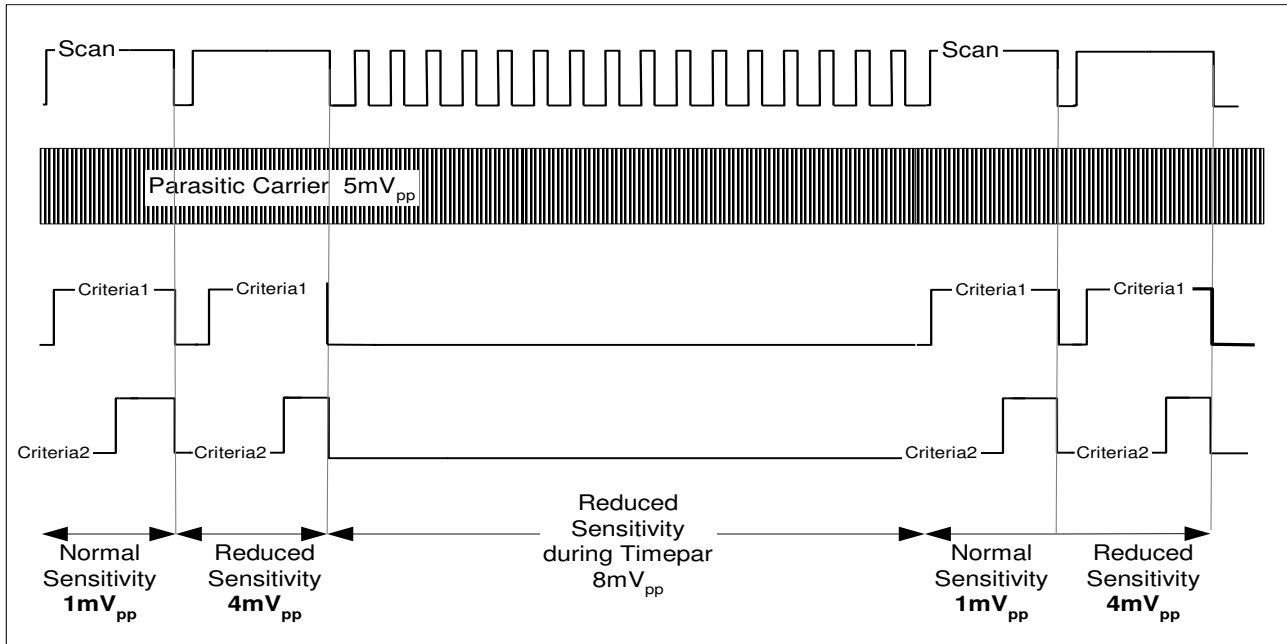 Scan
Scan
Parasitic Carrier 5mVpp
Criteria1
Criteria1
Criteria1
Criteria1
Criteria2
Criteria2
Criteria2
Criteria2
Normal
Sensitivity
1mVpp
Reduced
Sensitivity
4mVpp
Reduced
Sensitivity
during Timepar
8mVpp
Normal
Sensitivity
1mVpp
Reduced
Sensitivity
4mVpp